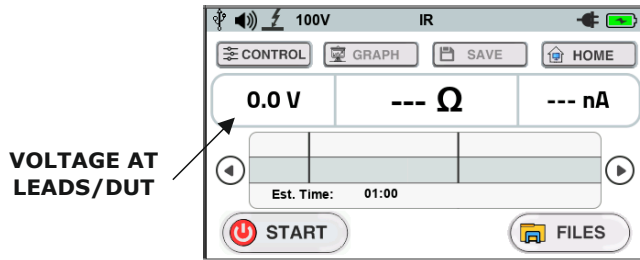 100V IR
CONTROL GRAPH SAVE HOME
0.0 V --- Ω --- nA
VOLTAGE AT
LEADS/DUT
Est. Time: 01:00
START FILES